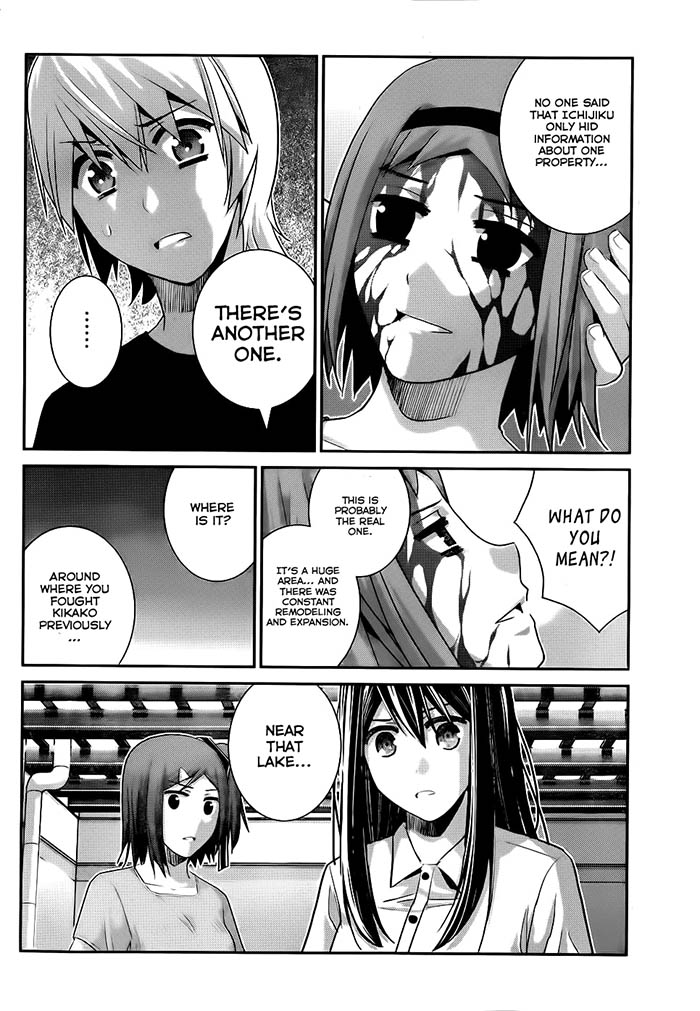 NO ONE SAID
THAT ICHIJIKU
ONLY HID
INFORMATION
ABOUT ONE
PROPERTY...
THERE'S
ANOTHER
ONE.
......
WHAT DO
YOU
MEAN?!
THIS IS
PROBABLY
THE REAL
ONE.
IT'S A HUGE
AREA... AND
THERE WAS
CONSTANT
REMODELING
AND EXPANSION.
WHERE
IS IT?
AROUND
WHERE YOU
FOUGHT
KIKAKO
PREVIOUSLY
...
NEAR
THAT
LAKE...